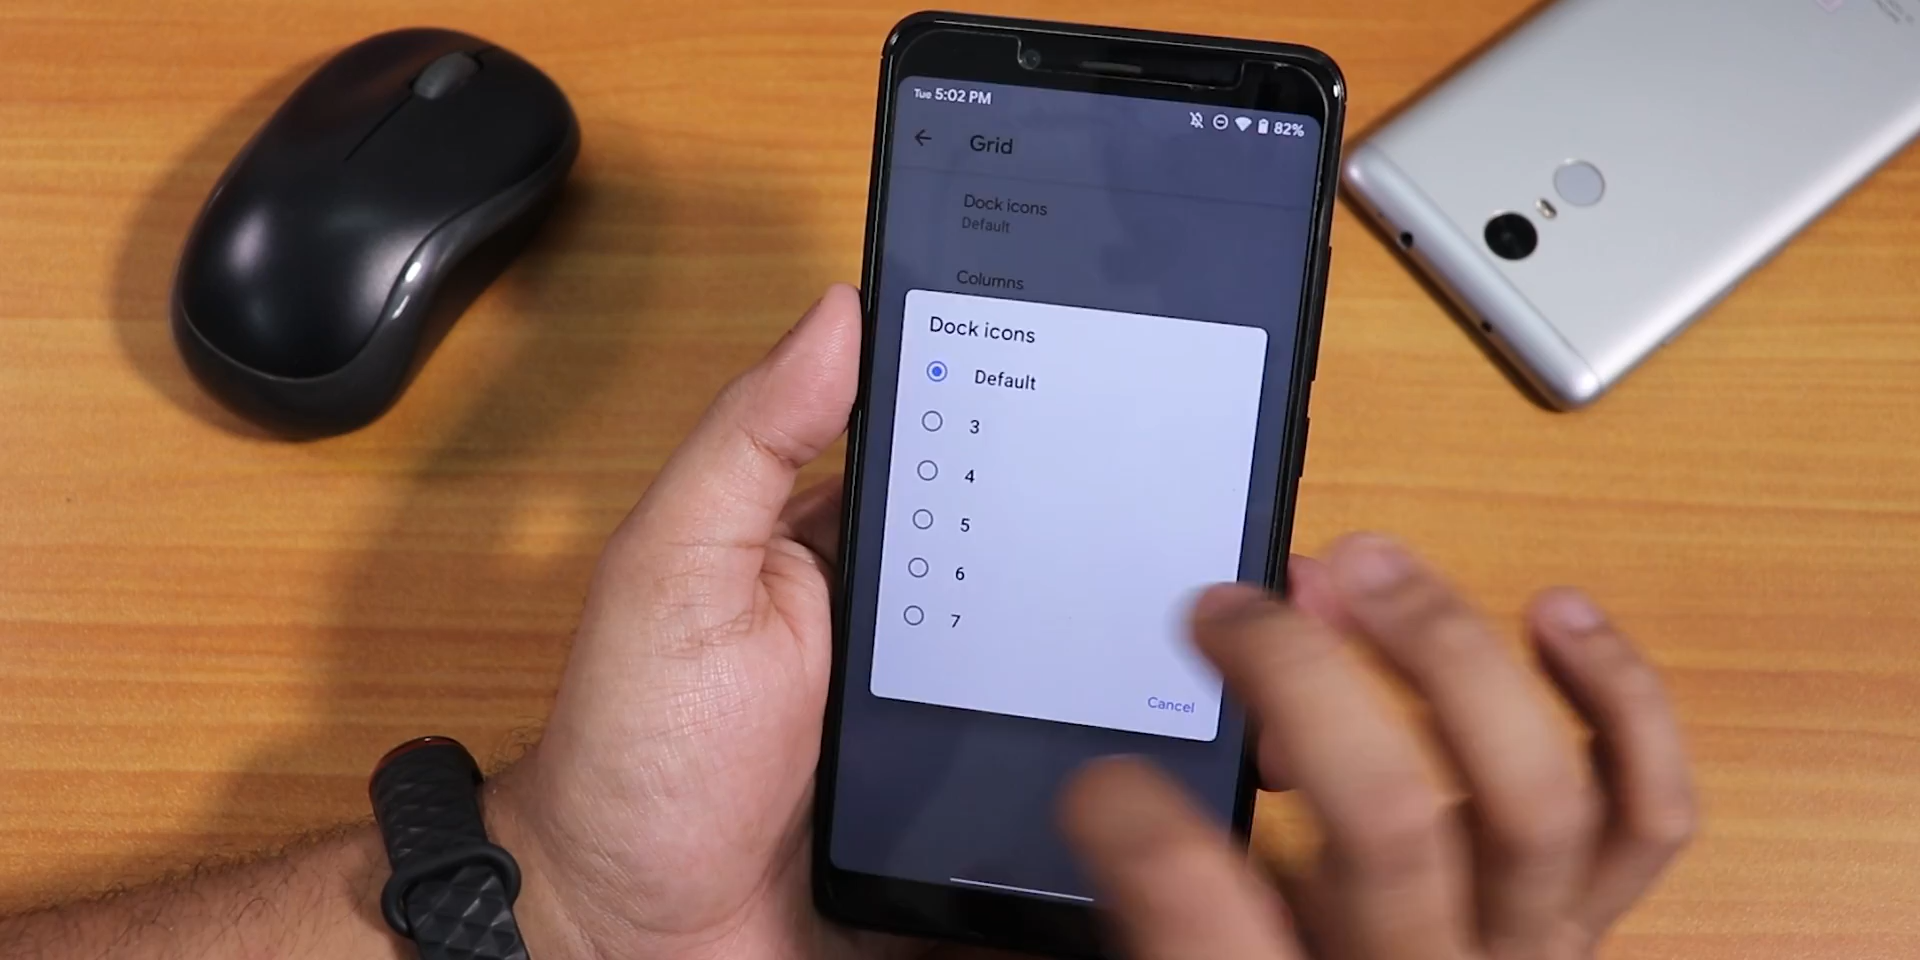 Tue 5:02 PM
82%
Grid
Dock icons
Default
Columns
Dock icons
Default
3
4
5
6
7
Cancel